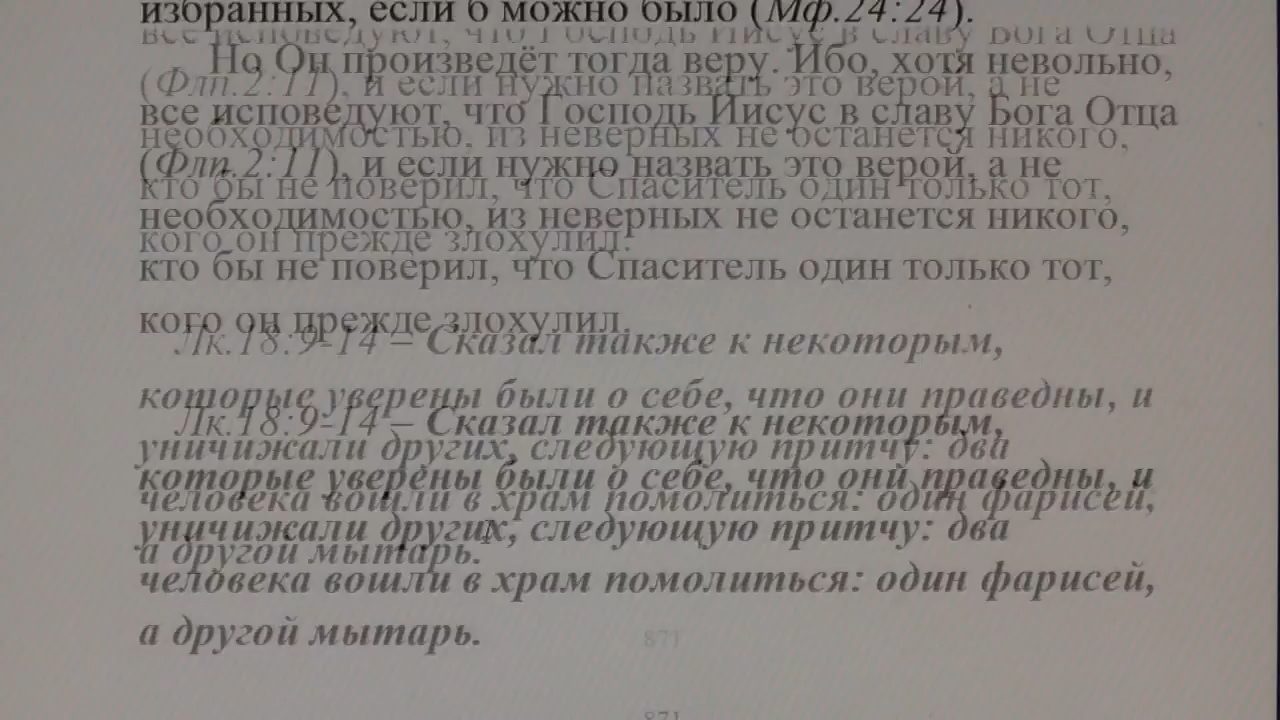 избранных, если б можно было (Мф.24:24).
Но Он произведёт тогда веру. Ибо, хотя невольно,
все исповедуют, что Господь Иисус в славу Бога Отца
(Флп.2:11), и если нужно назвать это верой, а не
необходимостью, из неверных не останется никого,
кто бы не поверил, что Спаситель один только тот,
кого он прежде злохулил.
Лк.18:9-14 – Сказал также к некоторым,
которые уверены были о себе, что они праведны, и
уничижали других, следующую притчу: два
человека вошли в храм помолиться: один фарисей,
а другой мытарь.
871